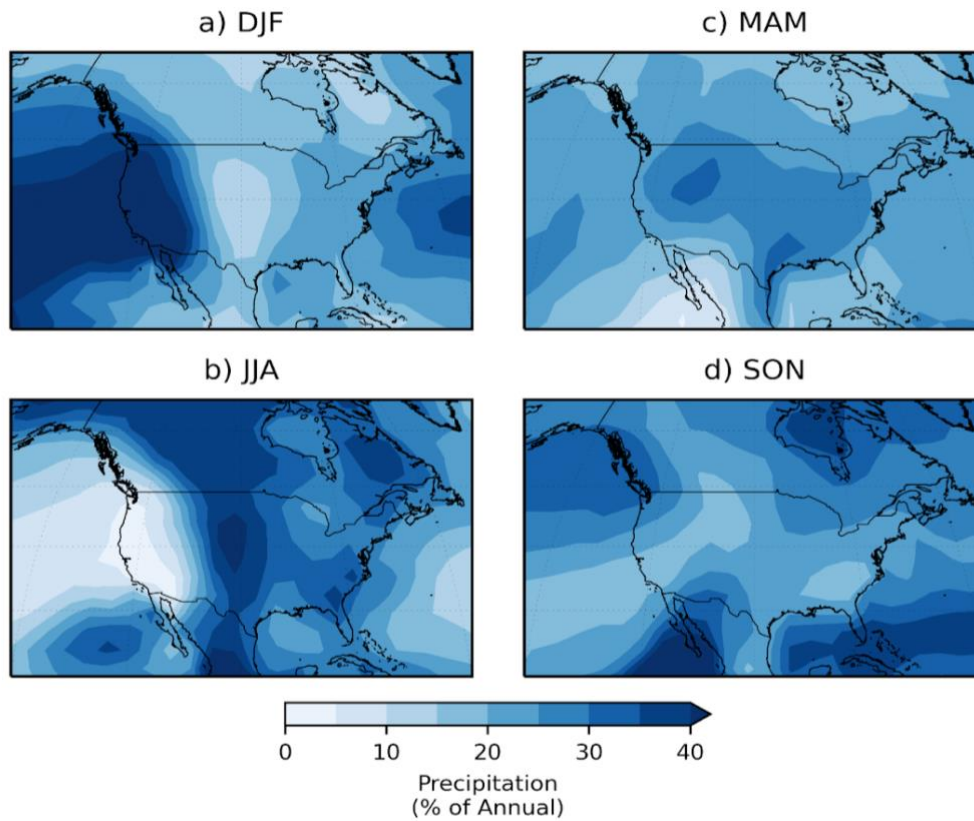 a) DJF
c) MAM
b) JJA
d) SON
0 10 20 30 40
Precipitation
(% of Annual)